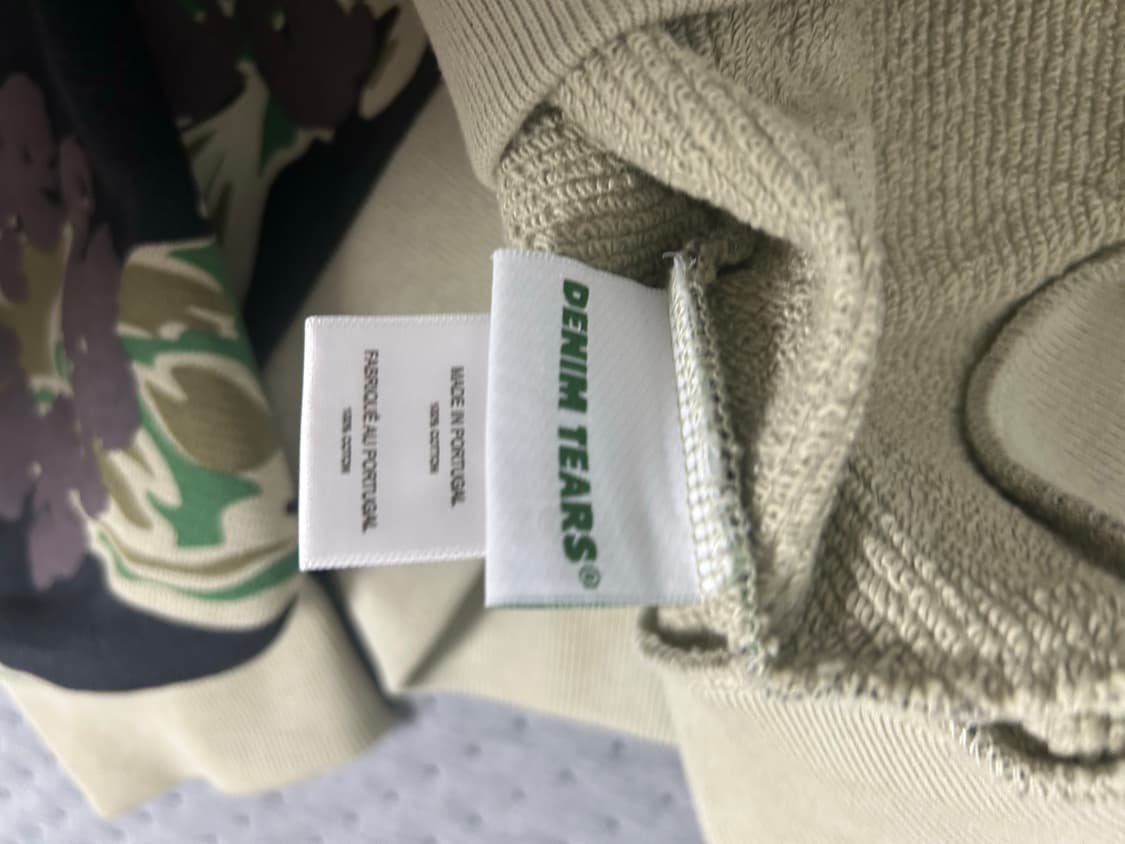 DENIM TEARS®
MADE IN PORTUGAL
100% COTTON
FABRIQUÉ AU PORTUGAL
100% COTON